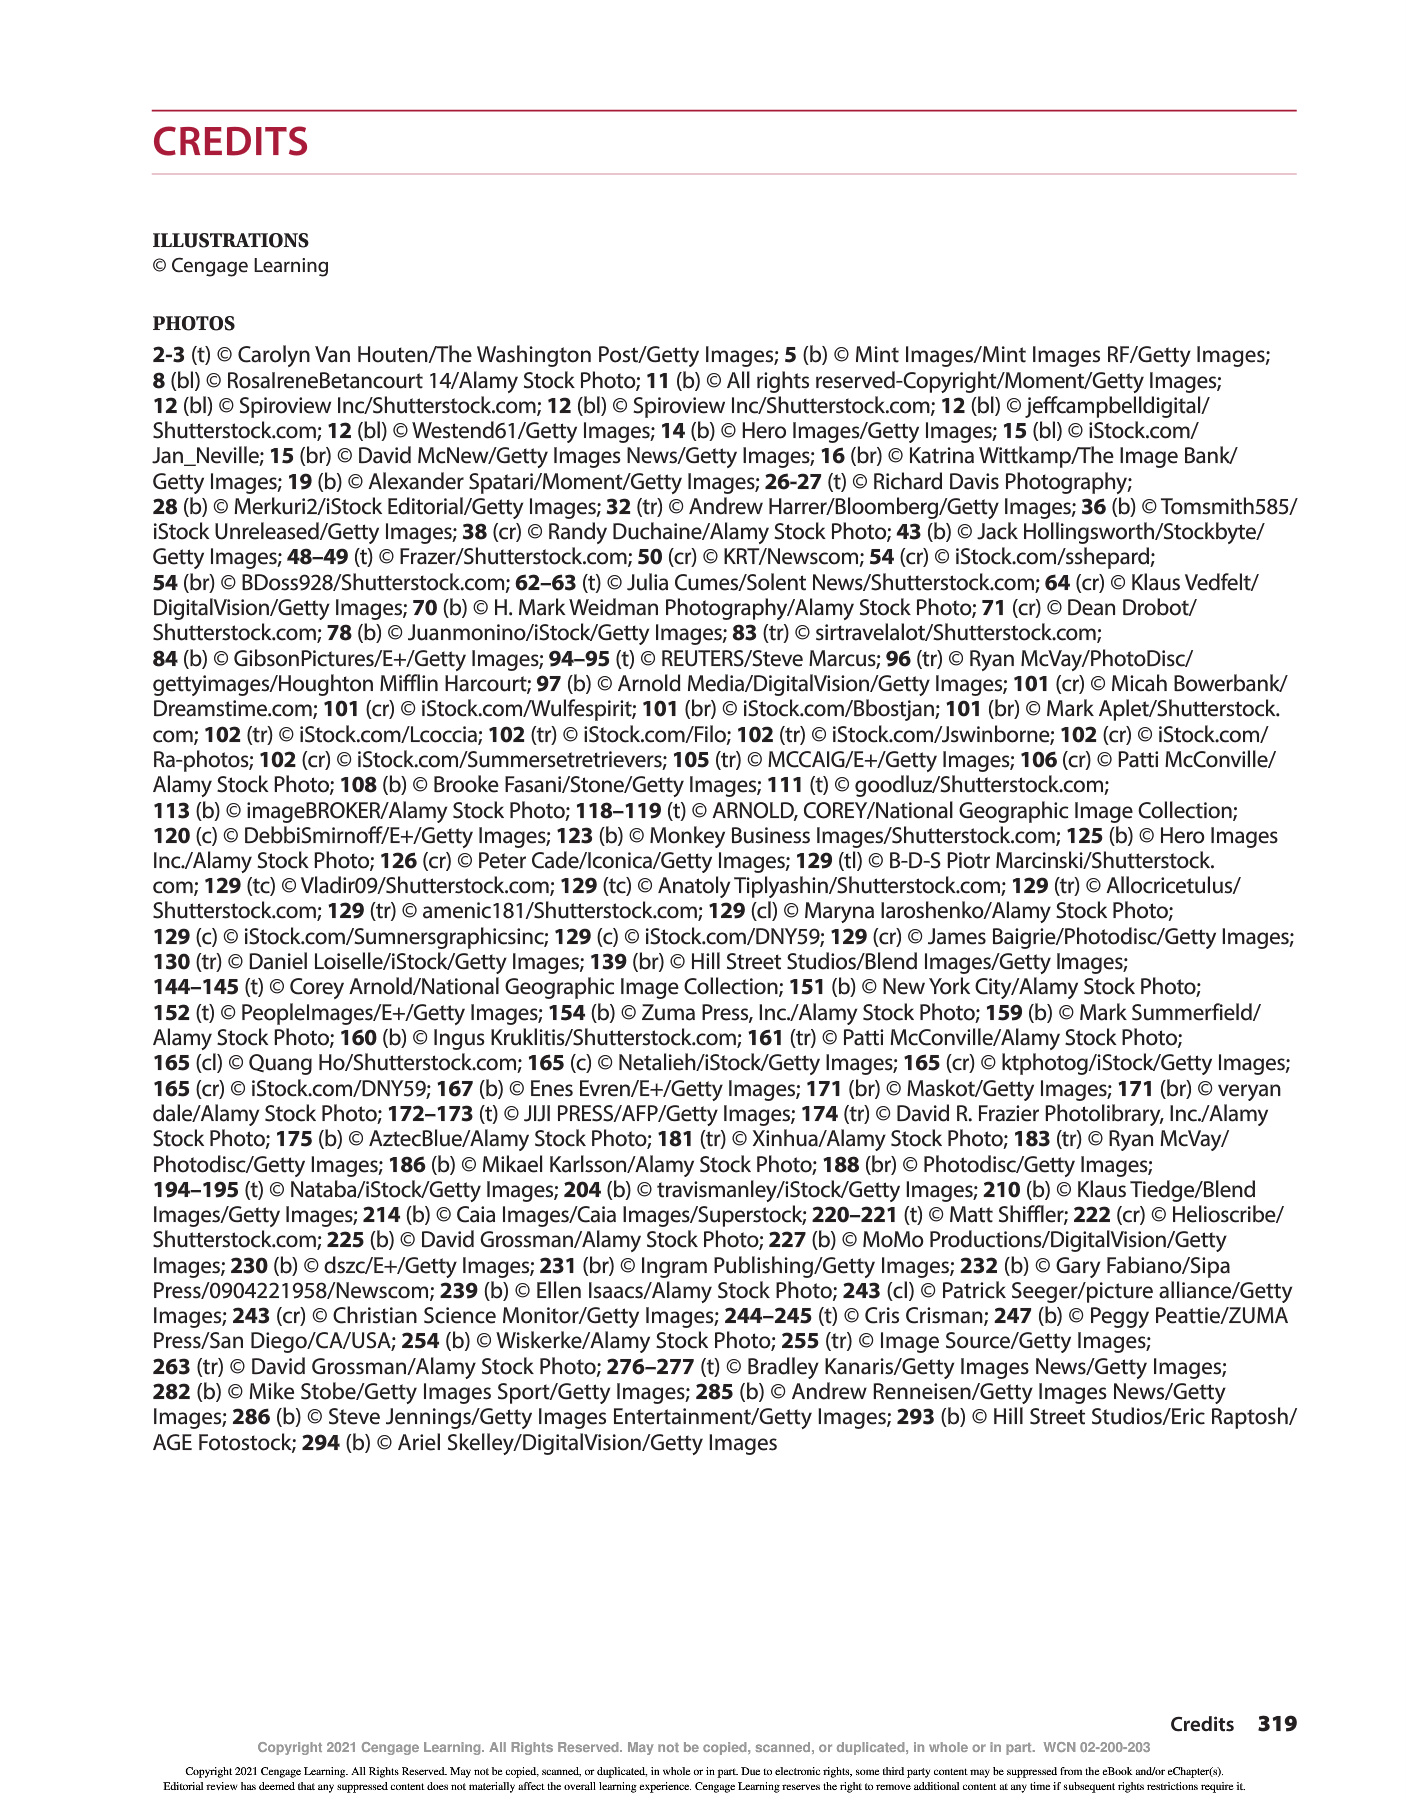 CREDITS
ILLUSTRATIONS
© Cengage Learning
PHOTOS
2-3 (t) © Carolyn Van Houten/The Washington Post/Getty Images; 5 (b) © Mint Images/Mint Images RF/Getty Images;
8 (bl) © RosaIreneBetancourt 14/Alamy Stock Photo; 11 (b) © All rights reserved-Copyright/Moment/Getty Images;
12 (bl) © Spiroview Inc/Shutterstock.com; 12 (bl) © Spiroview Inc/Shutterstock.com; 12 (bl) © jeffcampbelldigital/
Shutterstock.com; 12 (bl) © Westend61/Getty Images; 14 (b) © Hero Images/Getty Images; 15 (bl) © iStock.com/
Jan_Neville; 15 (br) © David McNew/Getty Images News/Getty Images; 16 (br) © Katrina Wittkamp/The Image Bank/
Getty Images; 19 (b) © Alexander Spatari/Moment/Getty Images; 26-27 (t) © Richard Davis Photography;
28 (b) © Merkuri2/iStock Editorial/Getty Images; 32 (tr) © Andrew Harrer/Bloomberg/Getty Images; 36 (b) © Tomsmith585/
iStock Unreleased/Getty Images; 38 (cr) © Randy Duchaine/Alamy Stock Photo; 43 (b) © Jack Hollingsworth/Stockbyte/
Getty Images; 48–49 (t) © Frazer/Shutterstock.com; 50 (cr) © KRT/Newscom; 54 (cr) © iStock.com/sshepard;
54 (br) © BDoss928/Shutterstock.com; 62–63 (t) © Julia Cumes/Solent News/Shutterstock.com; 64 (cr) © Klaus Vedfelt/
DigitalVision/Getty Images; 70 (b) © H. Mark Weidman Photography/Alamy Stock Photo; 71 (cr) © Dean Drobot/
Shutterstock.com; 78 (b) © Juanmonino/iStock/Getty Images; 83 (tr) © sirtravelalot/Shutterstock.com;
84 (b) © GibsonPictures/E+/Getty Images; 94–95 (t) © REUTERS/Steve Marcus; 96 (tr) © Ryan McVay/PhotoDisc/
gettyimages/Houghton Mifflin Harcourt; 97 (b) © Arnold Media/DigitalVision/Getty Images; 101 (cr) © Micah Bowerbank/
Dreamstime.com; 101 (cr) © iStock.com/Wulfespirit; 101 (br) © iStock.com/Bbostjan; 101 (br) © Mark Aplet/Shutterstock.
com; 102 (tr) © iStock.com/Lcoccia; 102 (tr) © iStock.com/Filo; 102 (tr) © iStock.com/Jswinborne; 102 (cr) © iStock.com/
Ra-photos; 102 (cr) © iStock.com/Summersetretrievers; 105 (tr) © MCCAIG/E+/Getty Images; 106 (cr) © Patti McConville/
Alamy Stock Photo; 108 (b) © Brooke Fasani/Stone/Getty Images; 111 (t) © goodluz/Shutterstock.com;
113 (b) © imageBROKER/Alamy Stock Photo; 118–119 (t) © ARNOLD, COREY/National Geographic Image Collection;
120 (c) © DebbiSmirnoff/E+/Getty Images; 123 (b) © Monkey Business Images/Shutterstock.com; 125 (b) © Hero Images
Inc./Alamy Stock Photo; 126 (cr) © Peter Cade/Iconica/Getty Images; 129 (tl) © B-D-S Piotr Marcinski/Shutterstock.
com; 129 (tc) © Vladir09/Shutterstock.com; 129 (tc) © Anatoly Tiplyashin/Shutterstock.com; 129 (tr) © Allocricetulus/
Shutterstock.com; 129 (tr) © amenic181/Shutterstock.com; 129 (cl) © Maryna Iaroshenko/Alamy Stock Photo;
129 (c) © iStock.com/Sumnersgraphicsinc; 129 (c) © iStock.com/DNY59; 129 (cr) © James Baigrie/Photodisc/Getty Images;
130 (tr) © Daniel Loiselle/iStock/Getty Images; 139 (br) © Hill Street Studios/Blend Images/Getty Images;
144–145 (t) © Corey Arnold/National Geographic Image Collection; 151 (b) © New York City/Alamy Stock Photo;
152 (t) © PeopleImages/E+/Getty Images; 154 (b) © Zuma Press, Inc./Alamy Stock Photo; 159 (b) © Mark Summerfield/
Alamy Stock Photo; 160 (b) © Ingus Kruklitis/Shutterstock.com; 161 (tr) © Patti McConville/Alamy Stock Photo;
165 (cl) © Quang Ho/Shutterstock.com; 165 (c) © Netalieh/iStock/Getty Images; 165 (cr) © ktphotog/iStock/Getty Images;
165 (cr) © iStock.com/DNY59; 167 (b) © Enes Evren/E+/Getty Images; 171 (br) © Maskot/Getty Images; 171 (br) © veryan
dale/Alamy Stock Photo; 172–173 (t) © JIJI PRESS/AFP/Getty Images; 174 (tr) © David R. Frazier Photolibrary, Inc./Alamy
Stock Photo; 175 (b) © AztecBlue/Alamy Stock Photo; 181 (tr) © Xinhua/Alamy Stock Photo; 183 (tr) © Ryan McVay/
Photodisc/Getty Images; 186 (b) © Mikael Karlsson/Alamy Stock Photo; 188 (br) © Photodisc/Getty Images;
194–195 (t) © Nataba/iStock/Getty Images; 204 (b) © travismanley/iStock/Getty Images; 210 (b) © Klaus Tiedge/Blend
Images/Getty Images; 214 (b) © Caia Images/Caia Images/Superstock; 220–221 (t) © Matt Shiffler; 222 (cr) © Helioscribe/
Shutterstock.com; 225 (b) © David Grossman/Alamy Stock Photo; 227 (b) © MoMo Productions/DigitalVision/Getty
Images; 230 (b) © dszc/E+/Getty Images; 231 (br) © Ingram Publishing/Getty Images; 232 (b) © Gary Fabiano/Sipa
Press/0904221958/Newscom; 239 (b) © Ellen Isaacs/Alamy Stock Photo; 243 (cl) © Patrick Seeger/picture alliance/Getty
Images; 243 (cr) © Christian Science Monitor/Getty Images; 244–245 (t) © Cris Crisman; 247 (b) © Peggy Peattie/ZUMA
Press/San Diego/CA/USA; 254 (b) © Wiskerke/Alamy Stock Photo; 255 (tr) © Image Source/Getty Images;
263 (tr) © David Grossman/Alamy Stock Photo; 276–277 (t) © Bradley Kanaris/Getty Images News/Getty Images;
282 (b) © Mike Stobe/Getty Images Sport/Getty Images; 285 (b) © Andrew Renneisen/Getty Images News/Getty
Images; 286 (b) © Steve Jennings/Getty Images Entertainment/Getty Images; 293 (b) © Hill Street Studios/Eric Raptosh/
AGE Fotostock; 294 (b) © Ariel Skelley/DigitalVision/Getty Images
Credits 319
Copyright 2021 Cengage Learning. All Rights Reserved. May not be copied, scanned, or duplicated, in whole or in part. WCN 02-200-203
Copyright 2021 Cengage Learning. All Rights Reserved. May not be copied, scanned, or duplicated, in whole or in part. Due to electronic rights, some third party content may be suppressed from the eBook and/or eChapter(s).
Editorial review has deemed that any suppressed content does not materially affect the overall learning experience. Cengage Learning reserves the right to remove additional content at any time if subsequent rights restrictions require it.